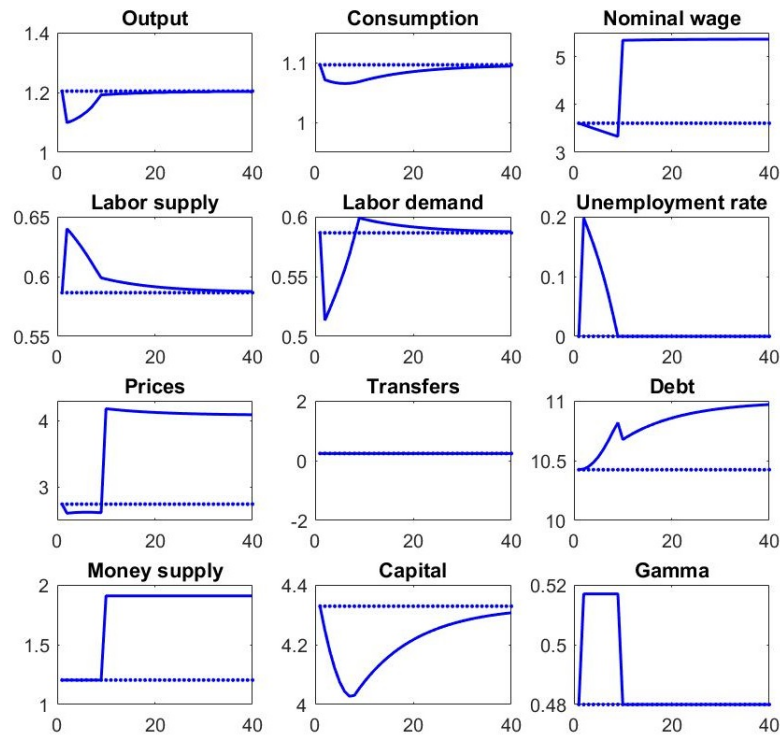 Output
1.4
1.2
1
0 20 40
Consumption
1.1
1
0 20 40
Nominal wage
5
4
3
0 20 40
Labor supply
0.65
0.6
0.55
0 20 40
Labor demand
0.6
0.55
0.5
0 20 40
Unemployment rate
0.2
0.1
0
0 20 40
Prices
4
3
0 20 40
Transfers
2
0
-2
0 20 40
Debt
11
10.5
10
0 20 40
Money supply
2
1.5
1
0 20 40
Capital
4.4
4.2
4
0 20 40
Gamma
0.52
0.5
0.48
0 20 40